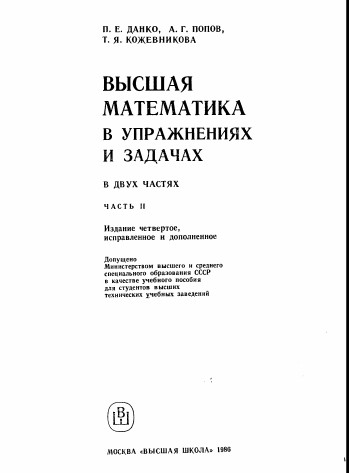 П. Е. ДАНКО, А. Г. ПОПОВ,
Т. Я. КОЖЕВНИКОВА
ВЫСШАЯ
МАТЕМАТИКА
В УПРАЖНЕНИЯХ
И ЗАДАЧАХ
В ДВУХ ЧАСТЯХ
ЧАСТЬ II
Издание четвертое,
исправленное и дополненное
Допущено
Министерством высшего и среднего
специального образования СССР
в качестве учебного пособия
для студентов высших
технических учебных заведений
ВШ
МОСКВА «ВЫСШАЯ ШКОЛА» 1986